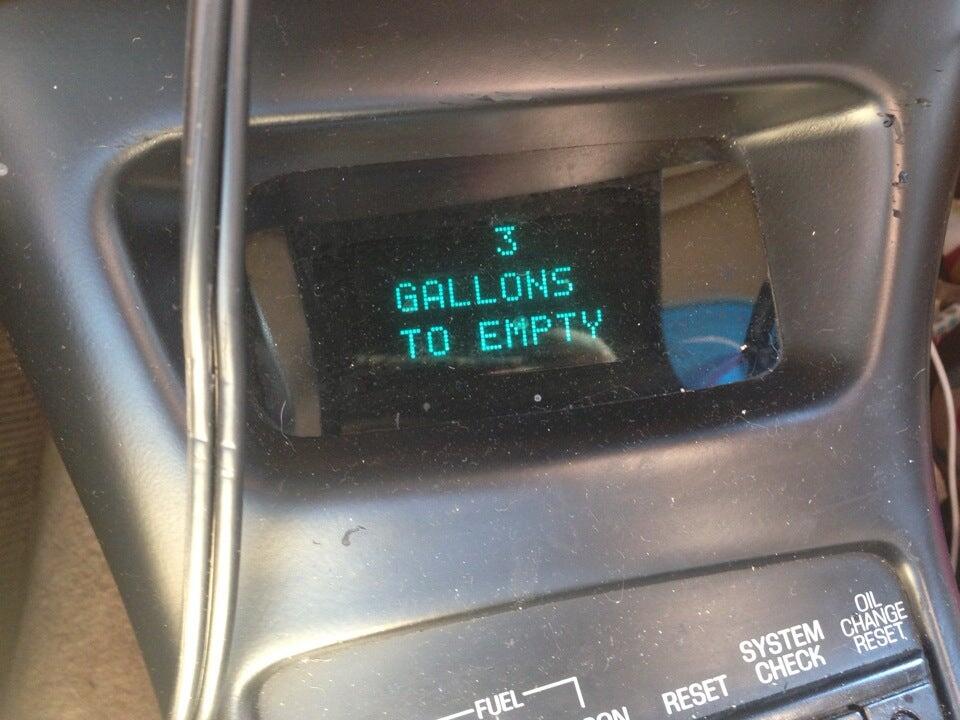 3
GALLONS
TO EMPTY
OIL
CHANGE
RESET
SYSTEM
CHECK
RESET
FUEL